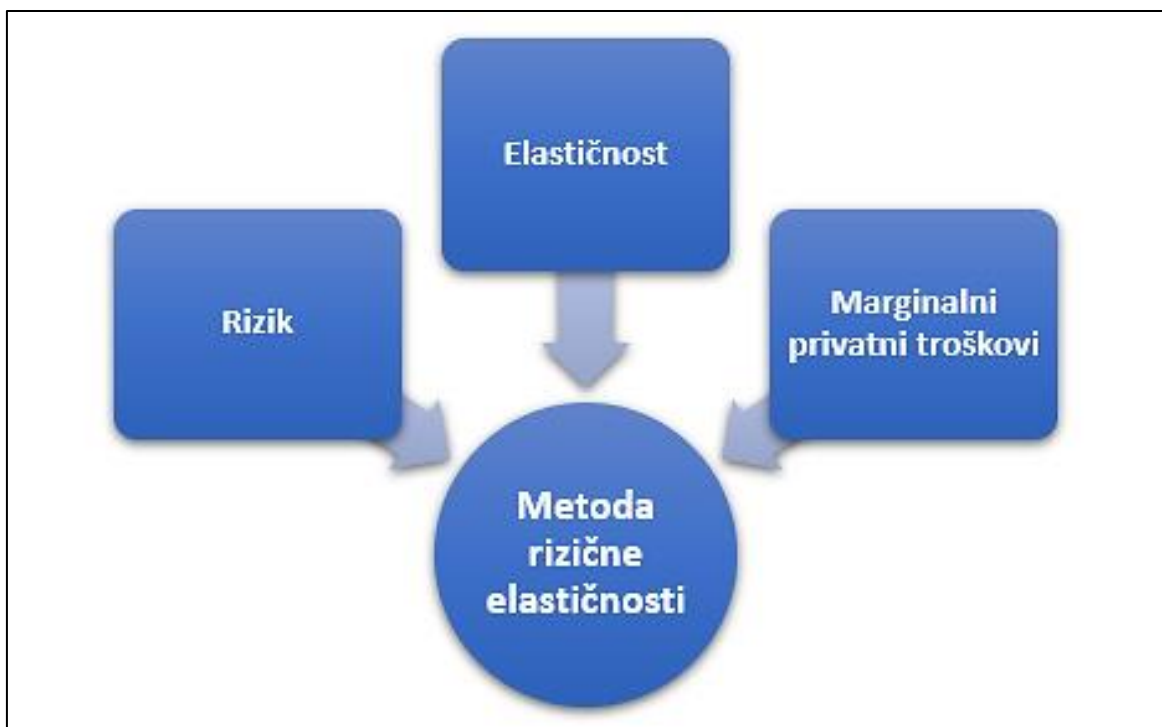 Elastičnost
Rizik
Marginalni
privatni troškovi
Metoda
rizične
elastičnosti